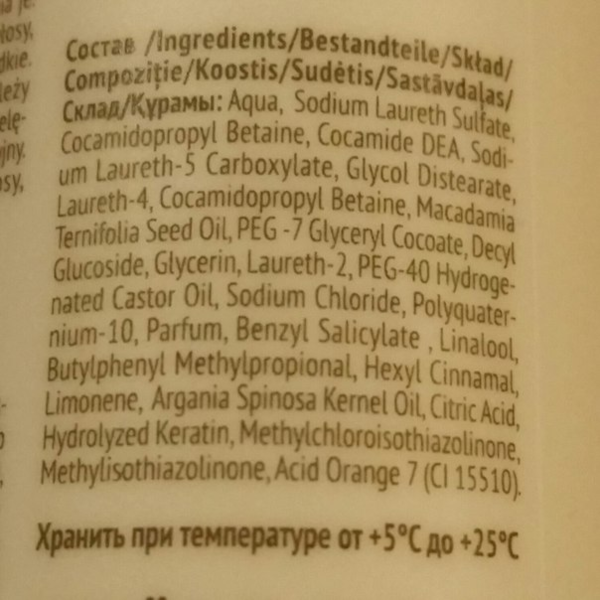 Состав /Ingredients/Bestandteile/Skład/
Compoziţie/Koostis/Sudėtis/Sastāvdaļas/
Склад/Құрамы: Aqua, Sodium Laureth Sulfate,
Cocamidopropyl Betaine, Cocamide DEA, Sodi-
um Laureth-5 Carboxylate, Glycol Distearate,
Laureth-4, Cocamidopropyl Betaine, Macadamia
Ternifolia Seed Oil, PEG -7 Glyceryl Cocoate, Decyl
Glucoside, Glycerin, Laureth-2, PEG-40 Hydroge-
nated Castor Oil, Sodium Chloride, Polyquater-
nium-10, Parfum, Benzyl Salicylate , Linalool,
Butylphenyl Methylpropional, Hexyl Cinnamal,
Limonene, Argania Spinosa Kernel Oil, Citric Acid,
Hydrolyzed Keratin, Methylchloroisothiazolinone,
Methylisothiazolinone, Acid Orange 7 (CI 15510).
Хранить при температуре от +5°C до +25°C